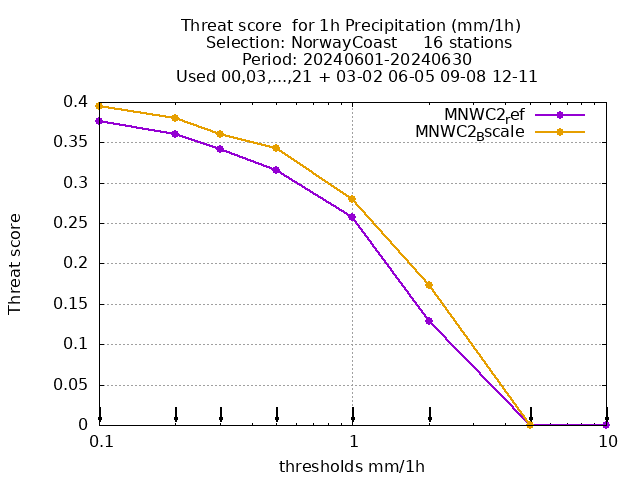 Threat score  for 1h Precipitation (mm/1h)
Selection: NorwayCoast     16 stations
Period: 20240601-20240630
Used 00,03,...,21 + 03-02 06-05 09-08 12-11
MNWC2ref
MNWC2Bscale
0.4
0.35
0.3
0.25
0.2
0.15
0.1
0.05
0
Threat score
0.1 1 10
thresholds mm/1h